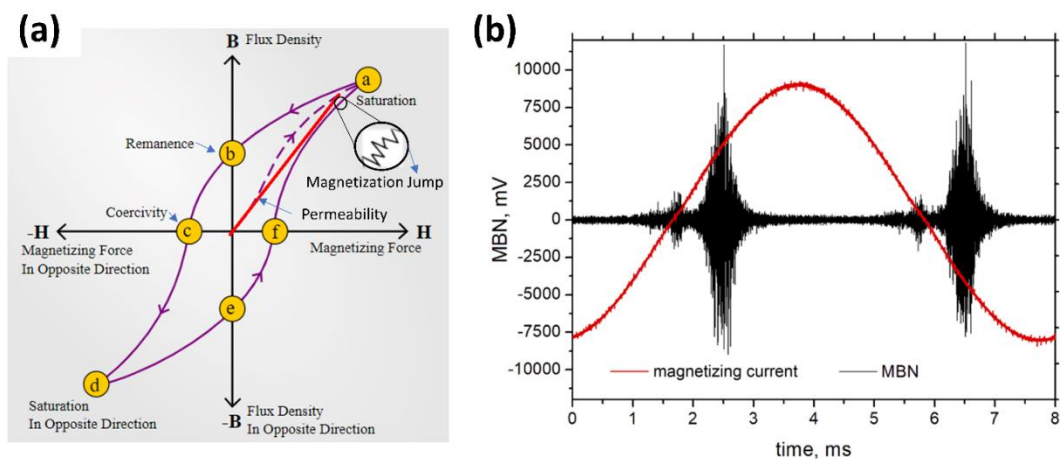 (a)
B
Flux Density
a
Saturation
Remanence
b
Magnetization Jump
Coercivity
Permeability
-H
c
f
H
Magnetizing Force
In Opposite Direction
Magnetizing Force
e
d
Saturation
In Opposite Direction
-B
Flux Density
In Opposite Direction
(b)
MBN, mV
10000
7500
5000
2500
0
-2500
-5000
-7500
-10000
magnetizing current
MBN
0 1 2 3 4 5 6 7 8
time, ms